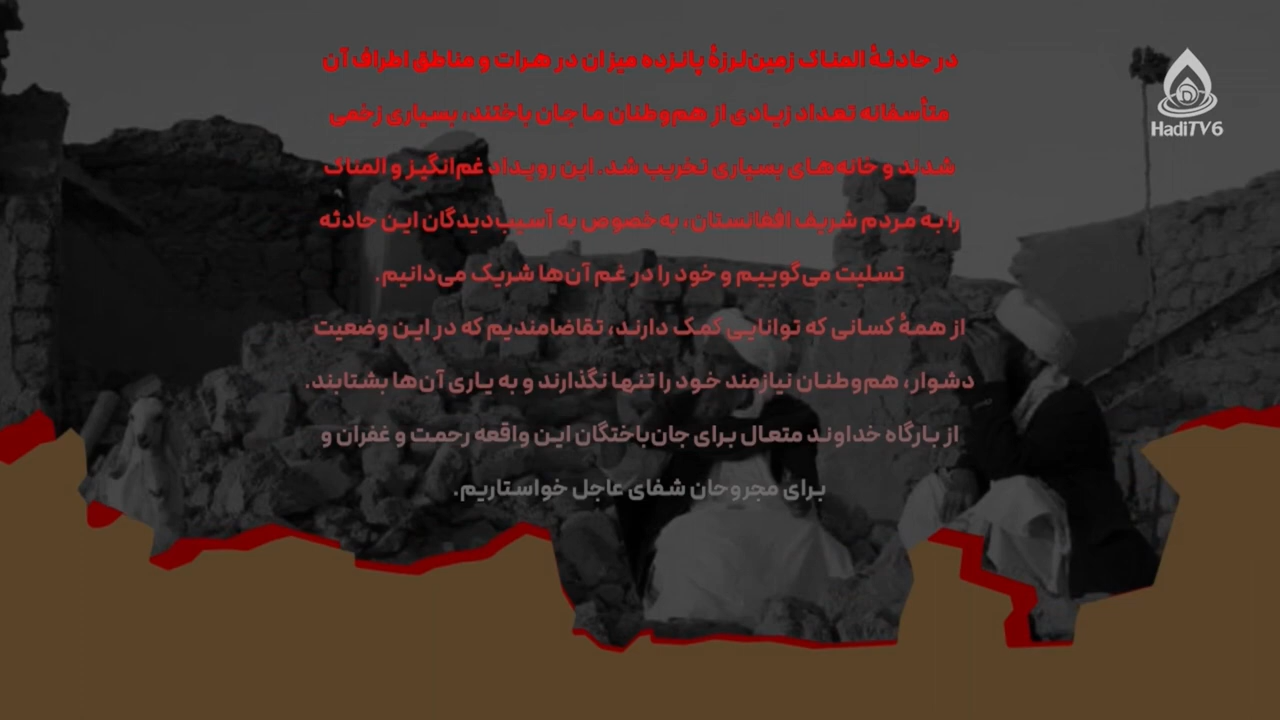 در حادثهٔ المناک زمین‌لرزهٔ پانزده میزان در هرات و مناطق اطراف آن
متأسفانه تعداد زیادی از هم‌وطنان ما جان باختند، بسیاری زخمی
شدند و خانه‌های بسیاری تخریب شد. این رویداد غم‌انگیز و المناک
را به مردم شریف افغانستان، به‌خصوص به آسیب‌دیدگان این حادثه
تسلیت می‌گوییم و خود را در غم آن‌ها شریک می‌دانیم.
از همهٔ کسانی که توانایی کمک دارند، تقاضامندیم که در این وضعیت
دشوار، هم‌وطنان نیازمند خود را تنها نگذارند و به یاری آن‌ها بشتابند.
از بارگاه خداوند متعال برای جان‌باختگان این واقعه رحمت و غفران و
برای مجروحان شفای عاجل خواستاریم.
HadiTV6